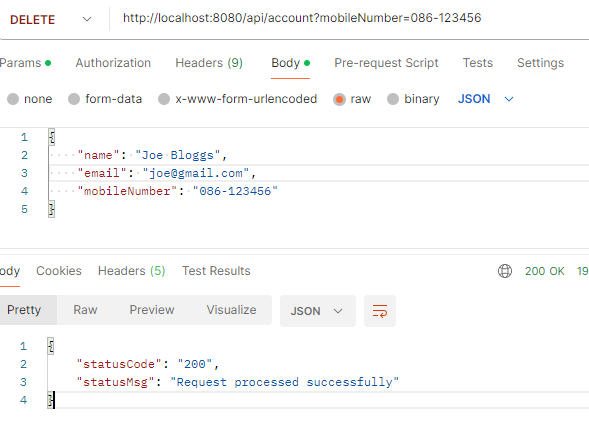 DELETE http://localhost:8080/api/account?mobileNumber=086-123456
Params Authorization Headers (9) Body Pre-request Script Tests Settings
none form-data x-www-form-urlencoded raw binary JSON
1 {
2 "name": "Joe Bloggs",
3 "email": "joe@gmail.com",
4 "mobileNumber": "086-123456"
5 }
ody Cookies Headers (5) Test Results 200 OK 19
Pretty Raw Preview Visualize JSON
1 {
2 "statusCode": "200",
3 "statusMsg": "Request processed successfully"
4 }